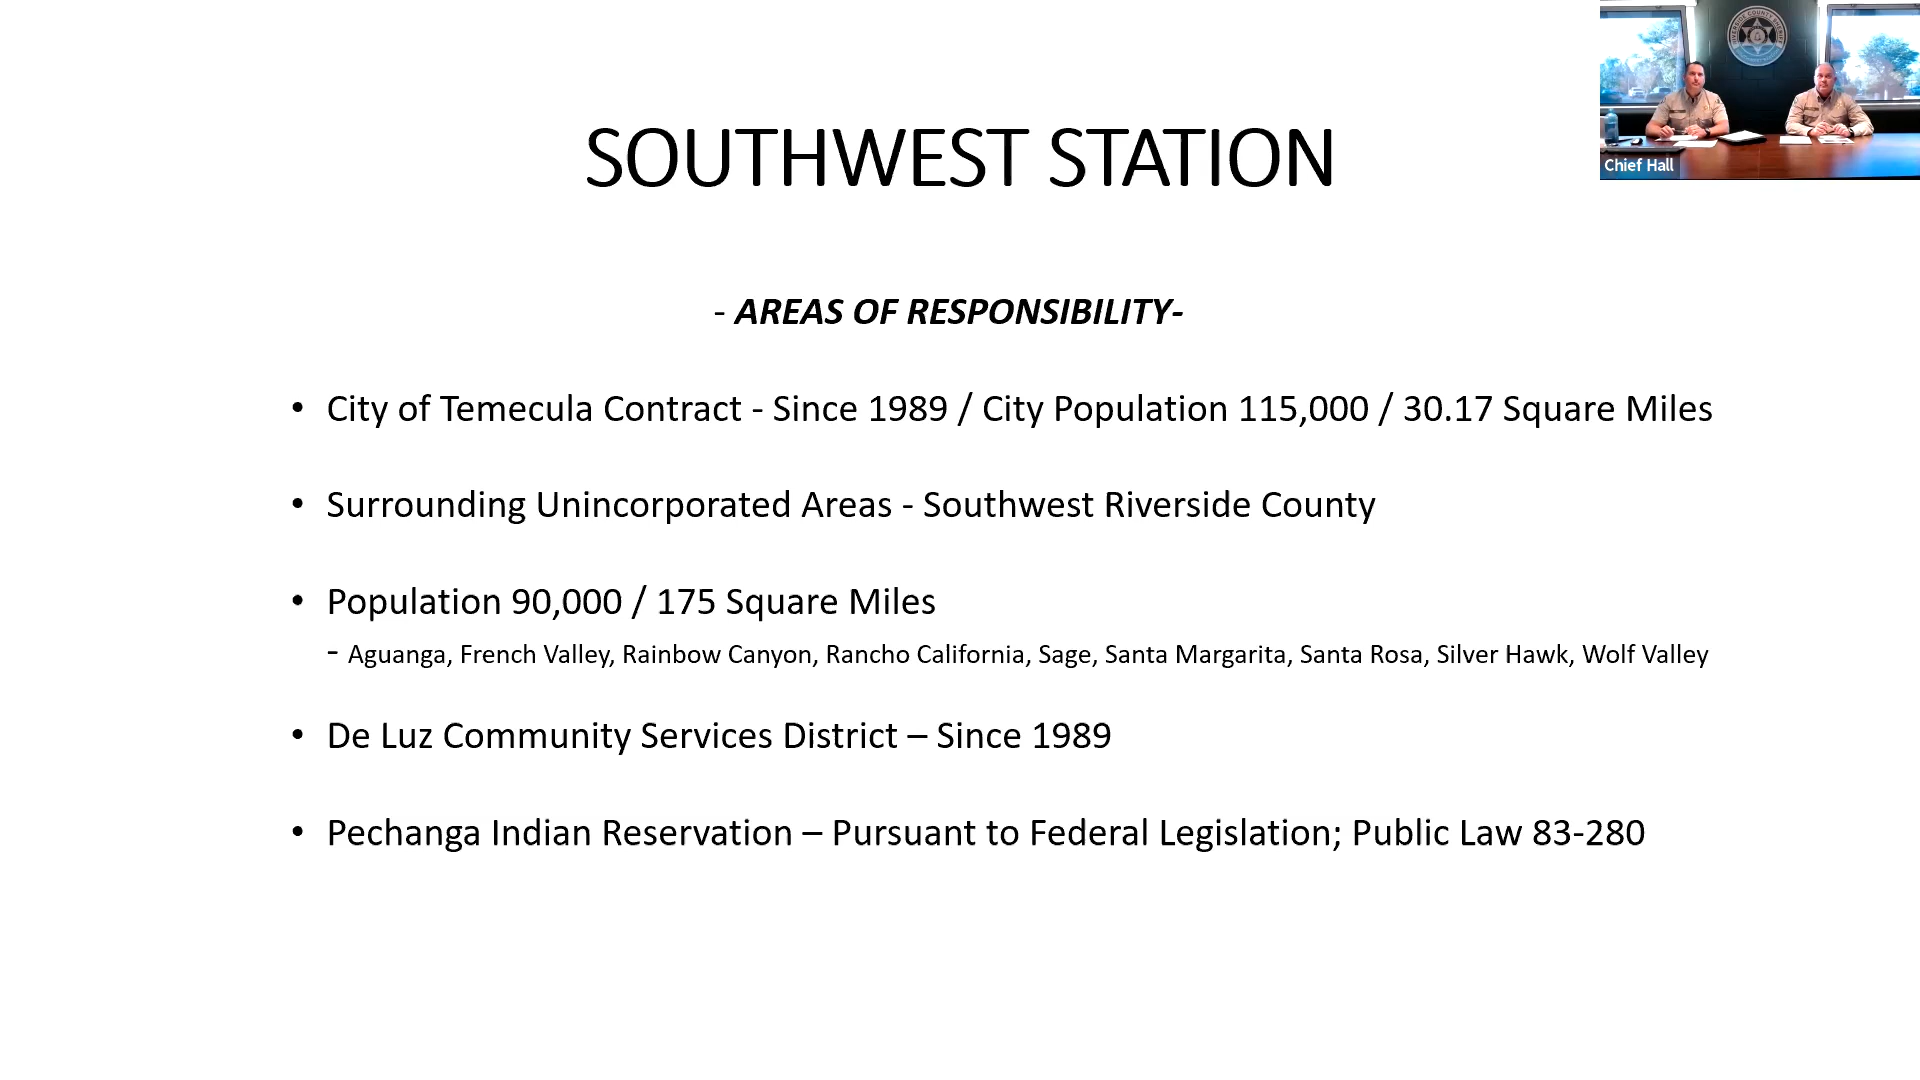 SOUTHWEST STATION
- AREAS OF RESPONSIBILITY-
• City of Temecula Contract - Since 1989 / City Population 115,000 / 30.17 Square Miles
• Surrounding Unincorporated Areas - Southwest Riverside County
• Population 90,000 / 175 Square Miles
- Aguanga, French Valley, Rainbow Canyon, Rancho California, Sage, Santa Margarita, Santa Rosa, Silver Hawk, Wolf Valley
• De Luz Community Services District – Since 1989
• Pechanga Indian Reservation – Pursuant to Federal Legislation; Public Law 83-280
RIVERSIDE COUNTY SHERIFF
Chief Hall